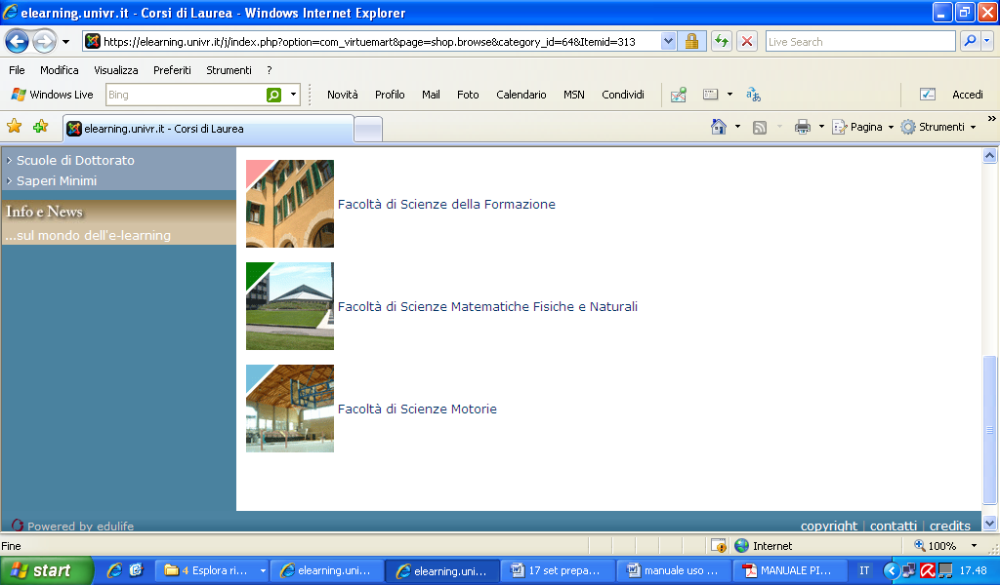 elearning.univr.it - Corsi di Laurea - Windows Internet Explorer
https://elearning.univr.it/j/index.php?option=com_virtuemart&page=shop.browse&category_id=64&Itemid=313
Live Search
File Modifica Visualizza Preferiti Strumenti ?
Windows Live Bing Novità Profilo Mail Foto Calendario MSN Condividi Accedi
elearning.univr.it - Corsi di Laurea
Pagina Strumenti
Scuole di Dottorato
Saperi Minimi
Info e News
...sul mondo dell'e-learning
Facoltà di Scienze della Formazione
Facoltà di Scienze Matematiche Fisiche e Naturali
Facoltà di Scienze Motorie
Powered by edulife
copyright | contatti | credits
Fine Internet 100%
start 4 Esplora ri... elearning.uni... elearning.uni... 17 set prepa... manuale uso ... MANUALE PI... IT 17.48